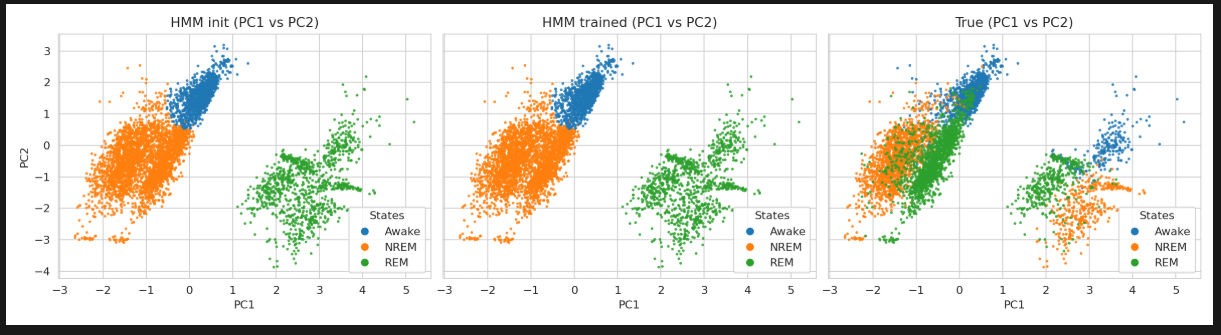 HMM init (PC1 vs PC2)
HMM trained (PC1 vs PC2)
True (PC1 vs PC2)
PC2
3
2
1
0
−1
−2
−3
−4
States
Awake
NREM
REM
States
Awake
NREM
REM
States
Awake
NREM
REM
−3 −2 −1 0 1 2 3 4 5
−3 −2 −1 0 1 2 3 4 5
−3 −2 −1 0 1 2 3 4 5
PC1
PC1
PC1